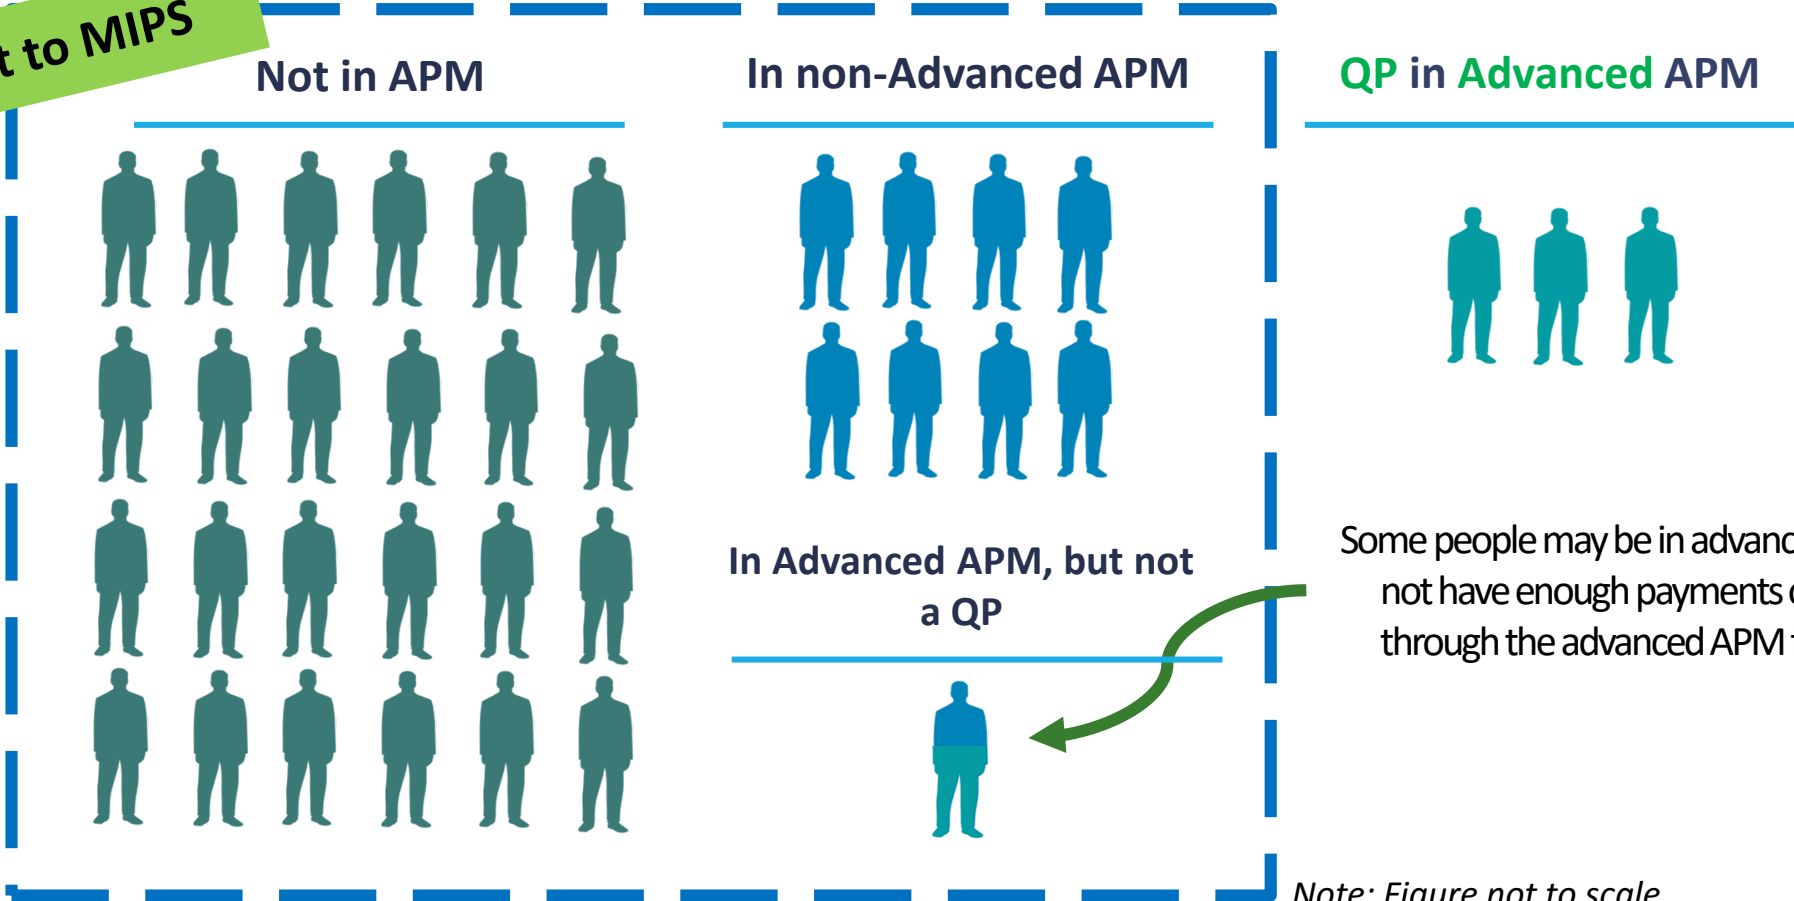 to MIPS
Not in APM
In non-Advanced APM
QP in Advanced APM
In Advanced APM, but not
a QP
Some people may be in
not have enough payments
through the advanced APM
Note: Figure not to scale